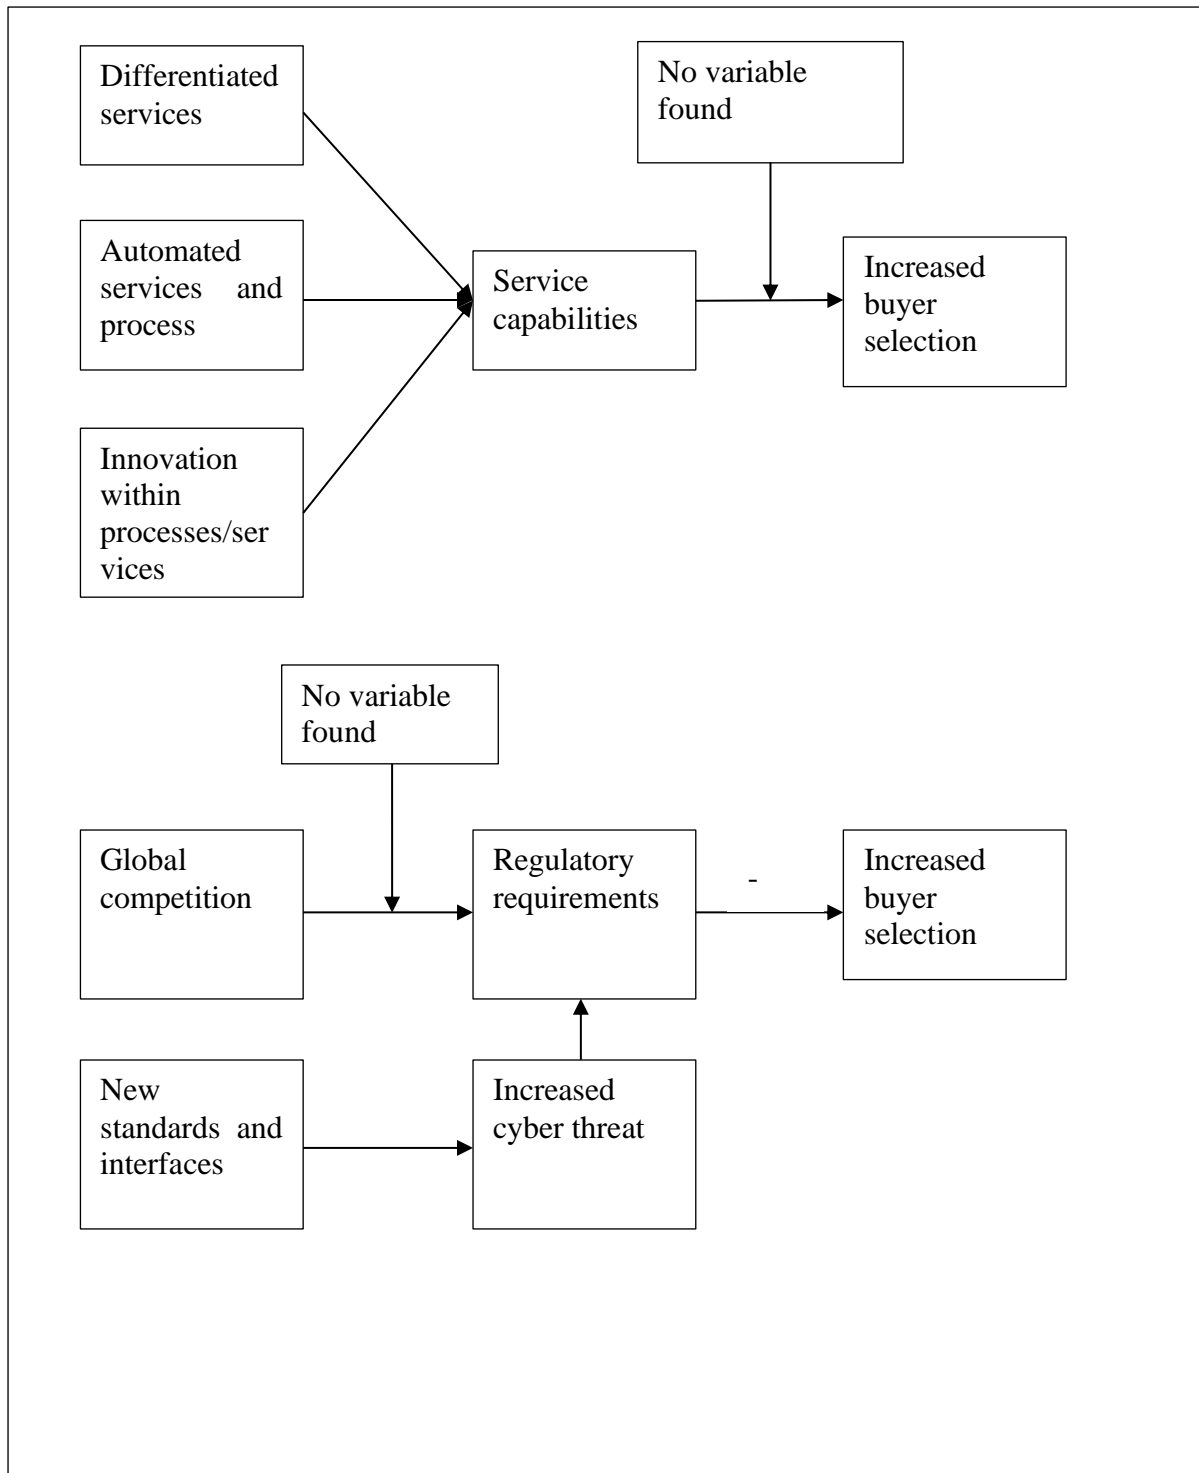 Differentiated
services
No variable
found
Automated
services and
process
Service
capabilities
Increased
buyer
selection
Innovation
within
processes/ser
vices
No variable
found
Global
competition
Regulatory
requirements
-
Increased
buyer
selection
New
standards and
interfaces
Increased
cyber threat